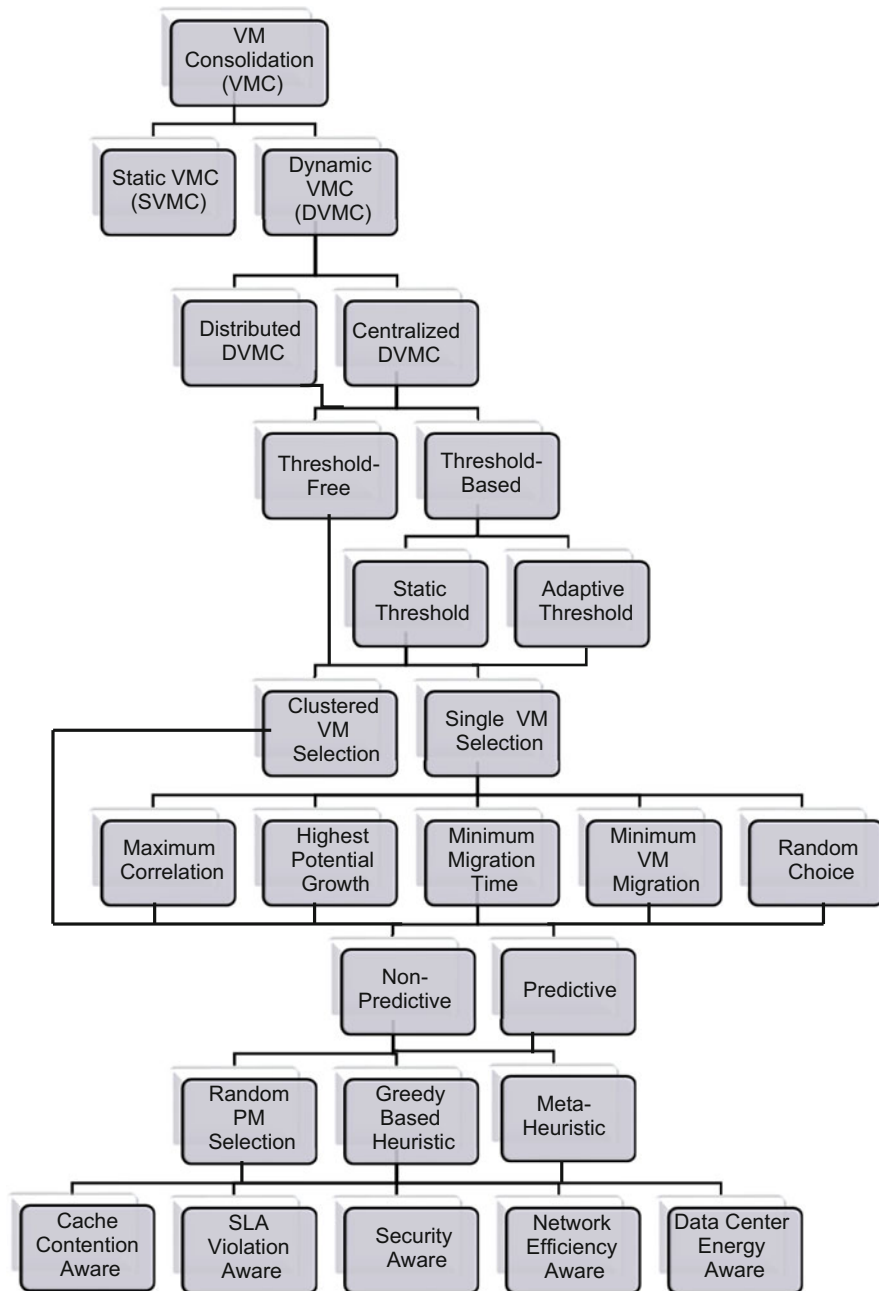 VM
Consolidation
(VMC)
Static VMC
(SVMC)
Dynamic
VMC
(DVMC)
Distributed
DVMC
Centralized
DVMC
Threshold-
Free
Threshold-
Based
Static
Threshold
Adaptive
Threshold
Clustered
VM
Selection
Single VM
Selection
Maximum
Correlation
Highest
Potential
Growth
Minimum
Migration
Time
Minimum
VM
Migration
Random
Choice
Non-
Predictive
Predictive
Random
PM
Selection
Greedy
Based
Heuristic
Meta-
Heuristic
Cache
Contention
Aware
SLA
Violation
Aware
Security
Aware
Network
Efficiency
Aware
Data Center
Energy
Aware